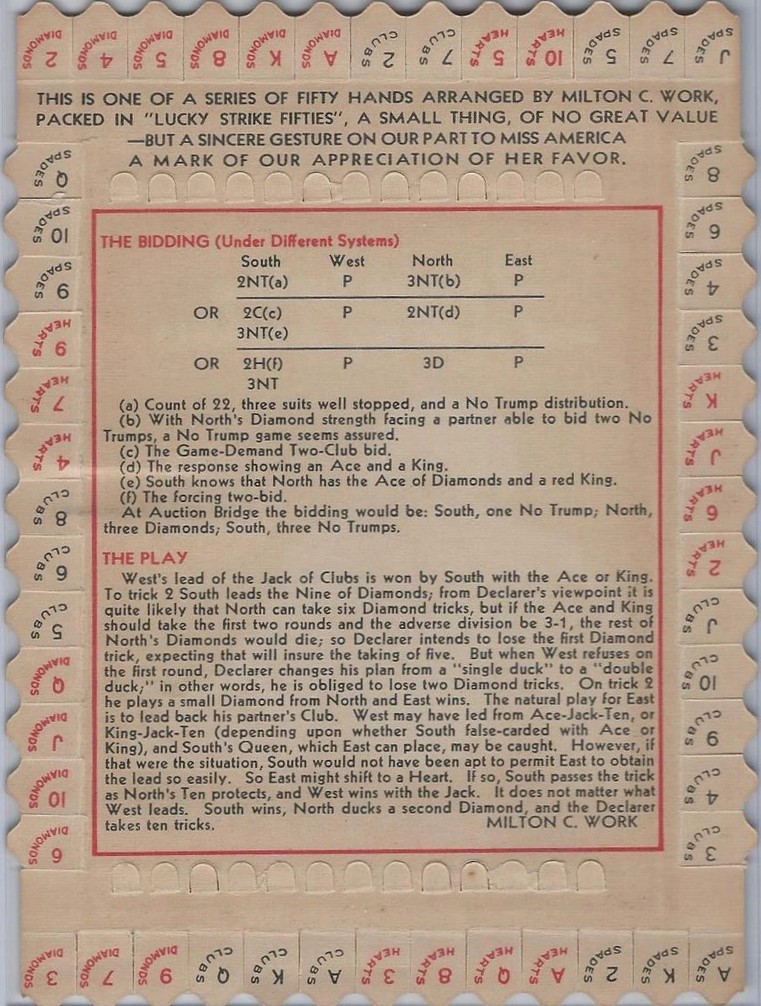 2 DIAMONDS 4 DIAMONDS 5 DIAMONDS 8 DIAMONDS K DIAMONDS A DIAMONDS 2 CLUBS 7 CLUBS 5 HEARTS 10 HEARTS 5 SPADES 7 SPADES J SPADES
THIS IS ONE OF A SERIES OF FIFTY HANDS ARRANGED BY MILTON C. WORK,
PACKED IN "LUCKY STRIKE FIFTIES", A SMALL THING, OF NO GREAT VALUE
—BUT A SINCERE GESTURE ON OUR PART TO MISS AMERICA
A MARK OF OUR APPRECIATION OF HER FAVOR.
Q SPADES
10 SPADES
9 SPADES
9 HEARTS
7 HEARTS
4 HEARTS
8 CLUBS
6 CLUBS
5 CLUBS
Q DIAMONDS
J DIAMONDS
10 DIAMONDS
6 DIAMONDS
THE BIDDING (Under Different Systems)
South West North East
2NT(a) P 3NT(b) P
OR 2C(c) P 2NT(d) P
3NT(e)
OR 2H(f) P 3D P
3NT
(a) Count of 22, three suits well stopped, and a No Trump distribution.
(b) With North's Diamond strength facing a partner able to bid two No
Trumps, a No Trump game seems assured.
(c) The Game-Demand Two-Club bid.
(d) The response showing an Ace and a King.
(e) South knows that North has the Ace of Diamonds and a red King.
(f) The forcing two-bid.
At Auction Bridge the bidding would be: South, one No Trump; North,
three Diamonds; South, three No Trumps.
THE PLAY
West's lead of the Jack of Clubs is won by South with the Ace or King.
To trick 2 South leads the Nine of Diamonds; from Declarer's viewpoint it is
quite likely that North can take six Diamond tricks, but if the Ace and King
should take the first two rounds and the adverse division be 3-1, the rest of
North's Diamonds would die; so Declarer intends to lose the first Diamond
trick, expecting that will insure the taking of five. But when West refuses on
the first round, Declarer changes his plan from a "single duck" to a "double
duck;" in other words, he is obliged to lose two Diamond tricks. On trick 2
he plays a small Diamond from North and East wins. The natural play for East
is to lead back his partner's Club. West may have led from Ace-Jack-Ten, or
King-Jack-Ten (depending upon whether South false-carded with Ace or
King), and South's Queen, which East can place, may be caught. However, if
that were the situation, South would not have been apt to permit East to obtain
the lead so easily. So East might shift to a Heart. If so, South passes the trick
as North's Ten protects, and West wins with the Jack. It does not matter what
West leads. South wins, North ducks a second Diamond, and the Declarer
takes ten tricks. MILTON C. WORK
8 SPADES
6 SPADES
4 SPADES
3 SPADES
K HEARTS
J HEARTS
6 HEARTS
2 HEARTS
J CLUBS
10 CLUBS
9 CLUBS
4 CLUBS
3 CLUBS
3 DIAMONDS 7 DIAMONDS 9 DIAMONDS Q CLUBS K CLUBS A CLUBS 3 HEARTS 8 HEARTS Q HEARTS A HEARTS 2 SPADES K SPADES A SPADES